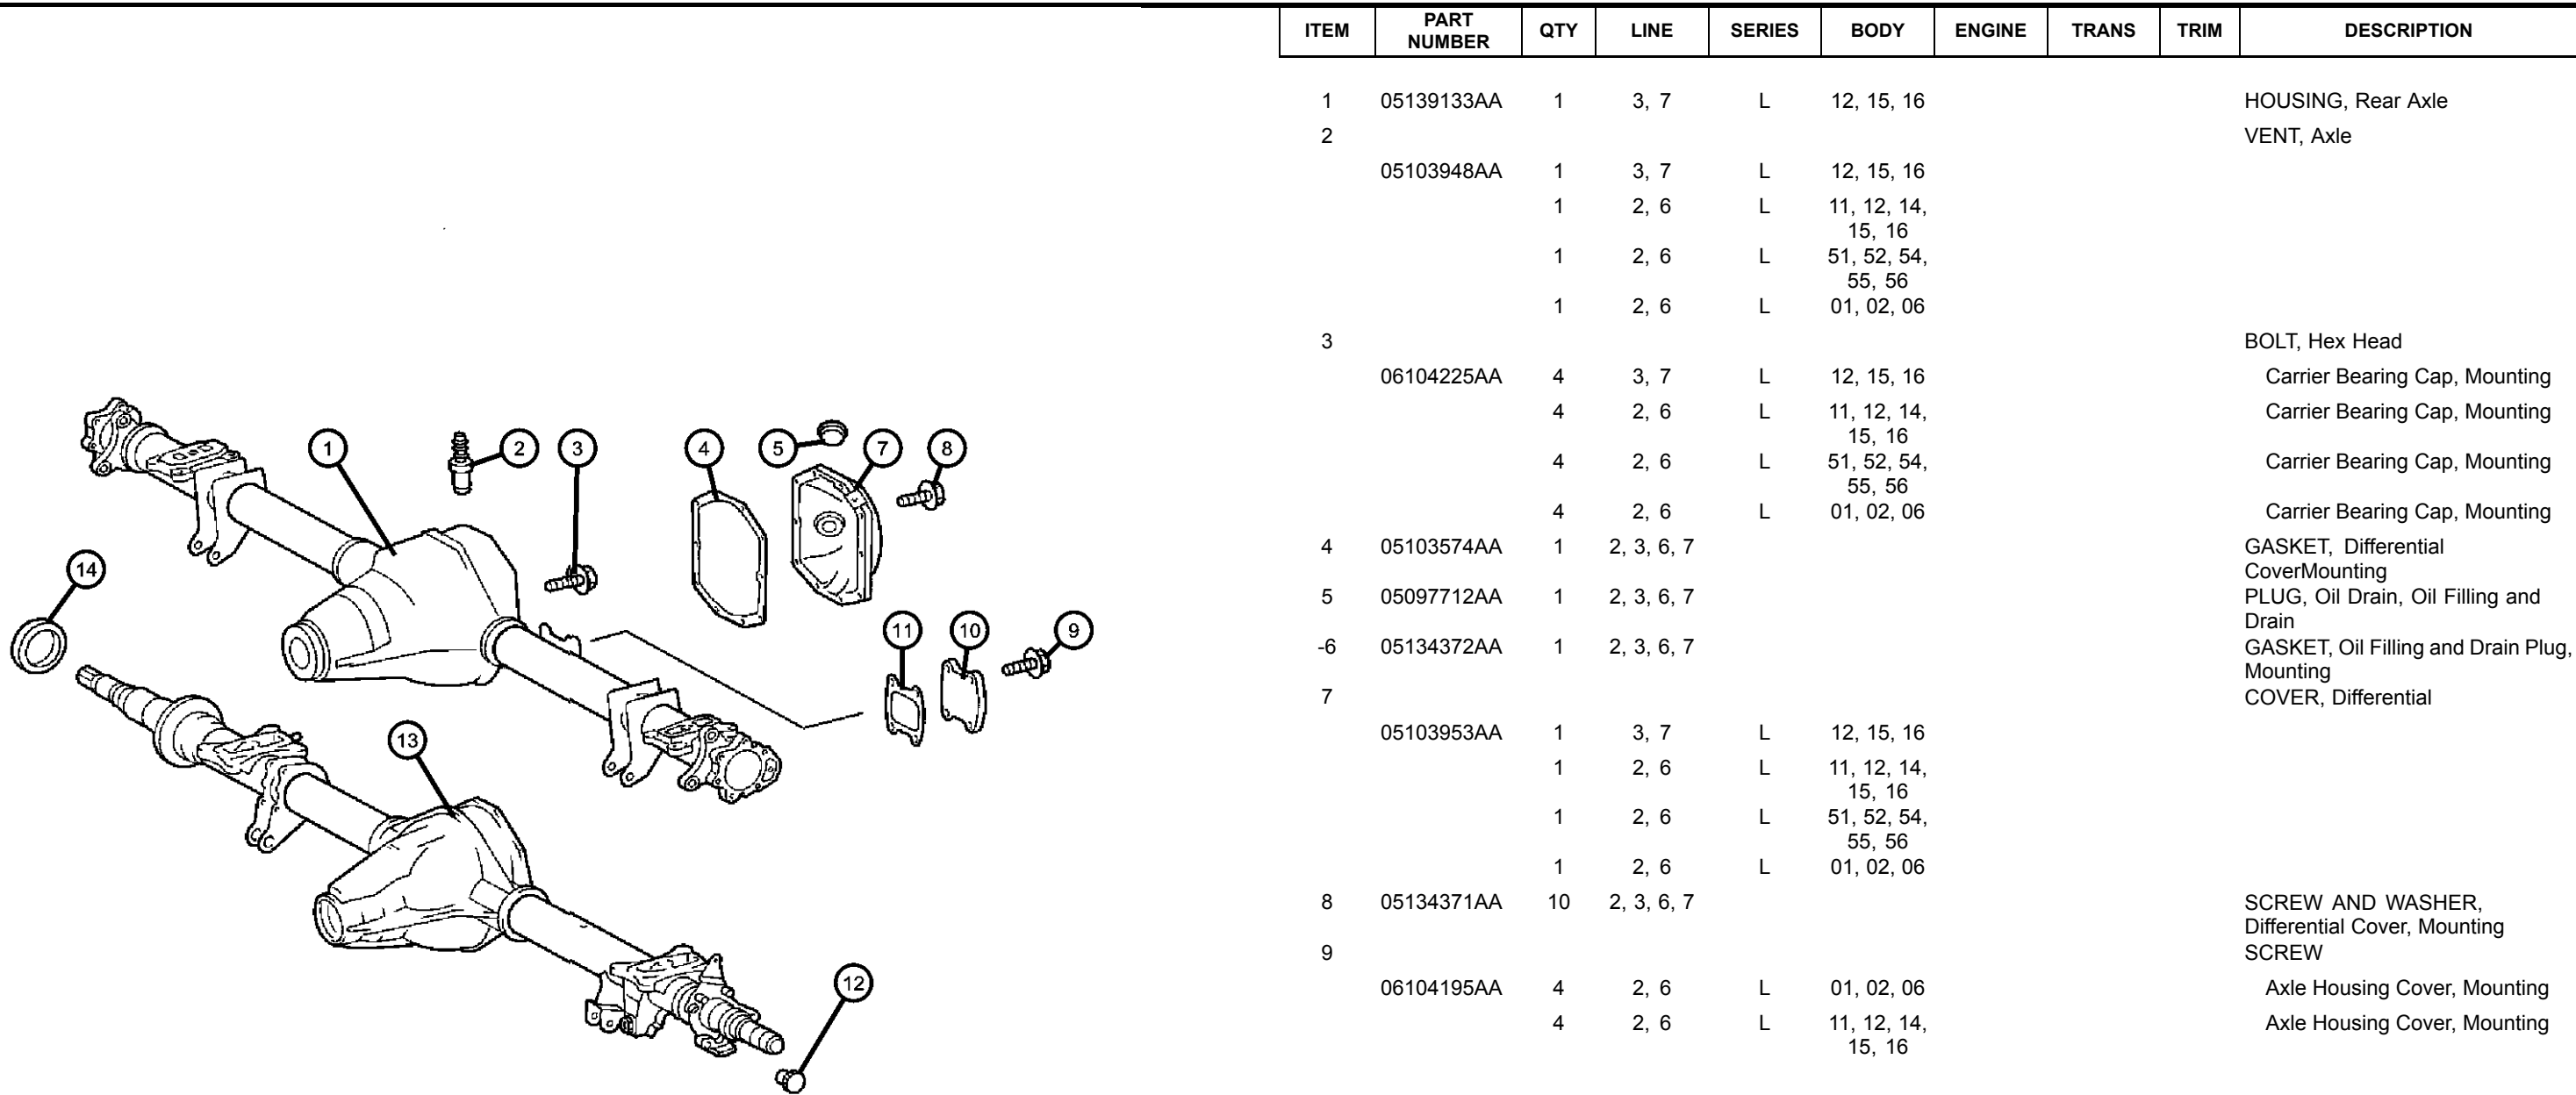 ITEM PART NUMBER QTY LINE SERIES BODY ENGINE TRANS TRIM DESCRIPTION
1 05139133AA 1 3, 7 L 12, 15, 16 HOUSING, Rear Axle
2 VENT, Axle
05103948AA 1 3, 7 L 12, 15, 16
1 2, 6 L 11, 12, 14,
15, 16
1 2, 6 L 51, 52, 54,
55, 56
1 2, 6 L 01, 02, 06
3 BOLT, Hex Head
06104225AA 4 3, 7 L 12, 15, 16 Carrier Bearing Cap, Mounting
4 2, 6 L 11, 12, 14, Carrier Bearing Cap, Mounting
15, 16
4 2, 6 L 51, 52, 54, Carrier Bearing Cap, Mounting
55, 56
4 2, 6 L 01, 02, 06 Carrier Bearing Cap, Mounting
4 05103574AA 1 2, 3, 6, 7 GASKET, Differential
CoverMounting
5 05097712AA 1 2, 3, 6, 7 PLUG, Oil Drain, Oil Filling and
Drain
-6 05134372AA 1 2, 3, 6, 7 GASKET, Oil Filling and Drain Plug,
Mounting
7 COVER, Differential
05103953AA 1 3, 7 L 12, 15, 16
1 2, 6 L 11, 12, 14,
15, 16
1 2, 6 L 51, 52, 54,
55, 56
1 2, 6 L 01, 02, 06
8 05134371AA 10 2, 3, 6, 7 SCREW AND WASHER,
Differential Cover, Mounting
9 SCREW
06104195AA 4 2, 6 L 01, 02, 06 Axle Housing Cover, Mounting
4 2, 6 L 11, 12, 14, Axle Housing Cover, Mounting
15, 16
1 2 3 4 5 7 8
14
11 10 9
13
12